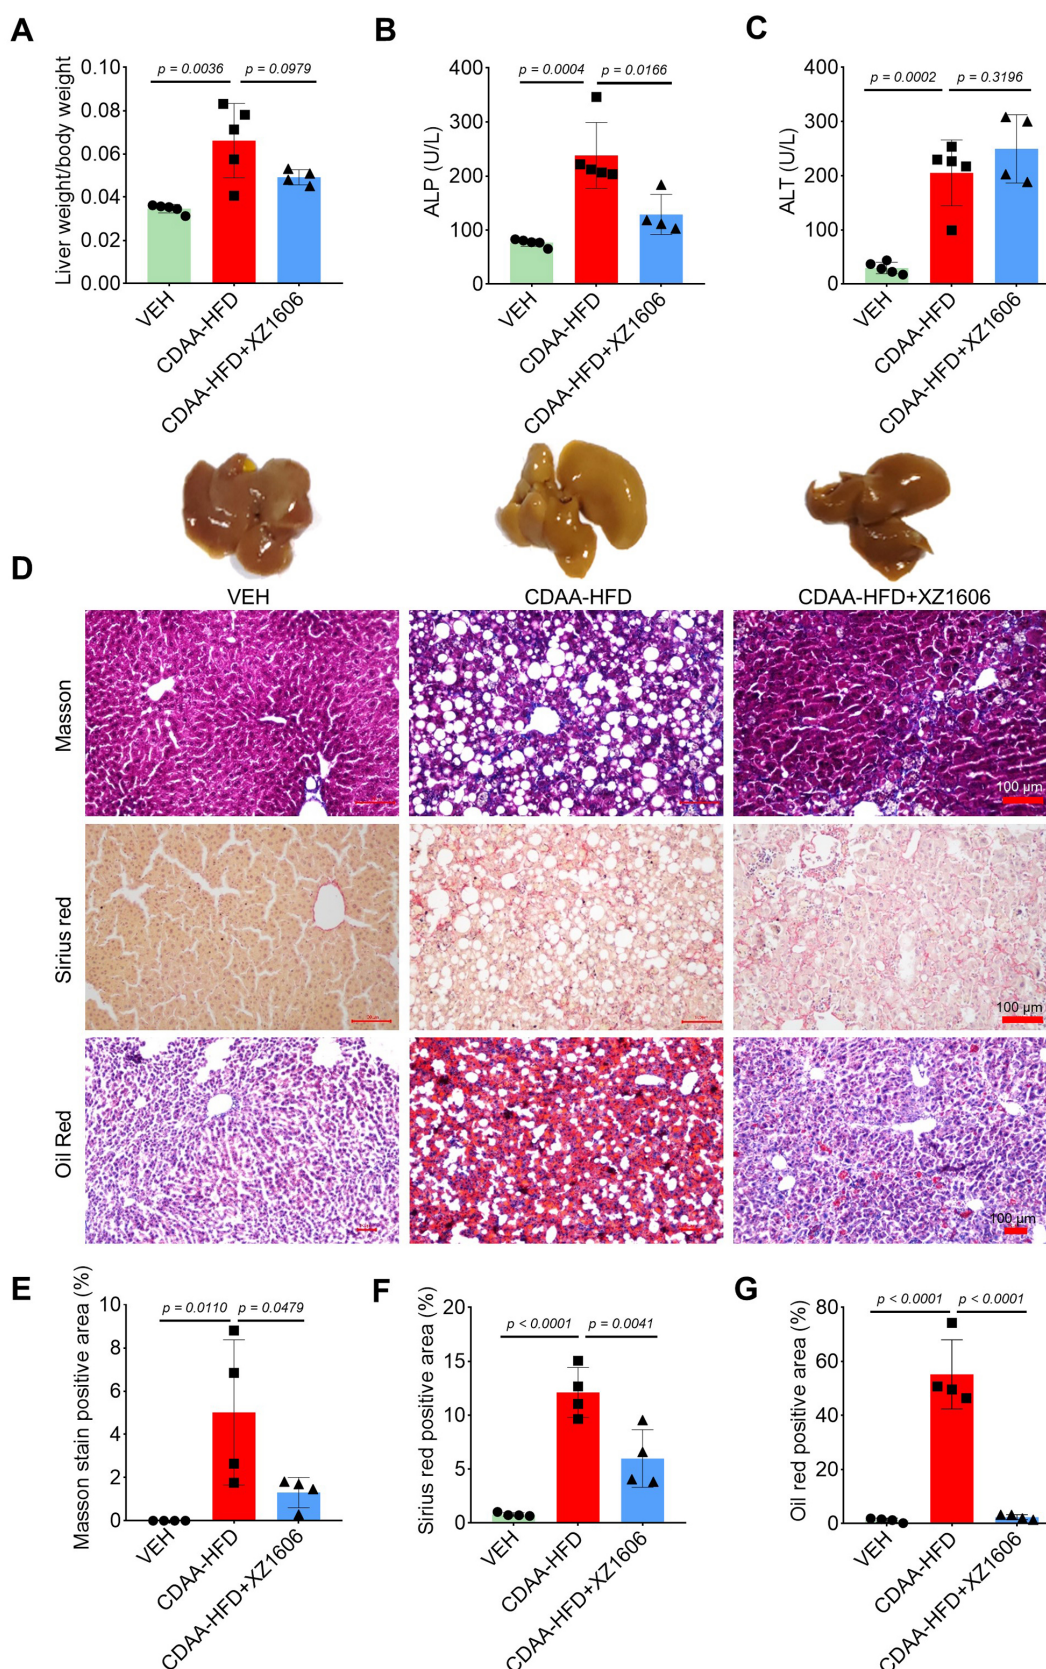 A
Liver weight/body weight
0.10
0.08
0.06
0.04
0.02
0.00
p = 0.0036
p = 0.0979
VEH
CDAA-HFD
CDAA-HFD+XZ1606
B
ALP (U/L)
400
300
200
100
0
p = 0.0004
p = 0.0166
VEH
CDAA-HFD
CDAA-HFD+XZ1606
C
ALT (U/L)
400
300
200
100
0
p = 0.0002
p = 0.3196
VEH
CDAA-HFD
CDAA-HFD+XZ1606
D
VEH
CDAA-HFD
CDAA-HFD+XZ1606
Masson
100 µm
Sirius red
100 µm
Oil Red
100 µm
E
Masson stain positive area (%)
10
8
6
4
2
0
p = 0.0110
p = 0.0479
VEH
CDAA-HFD
CDAA-HFD+XZ1606
F
Sirius red positive area (%)
20
15
10
5
0
p < 0.0001
p = 0.0041
VEH
CDAA-HFD
CDAA-HFD+XZ1606
G
Oil red positive area (%)
80
60
40
20
0
p < 0.0001
p < 0.0001
VEH
CDAA-HFD
CDAA-HFD+XZ1606